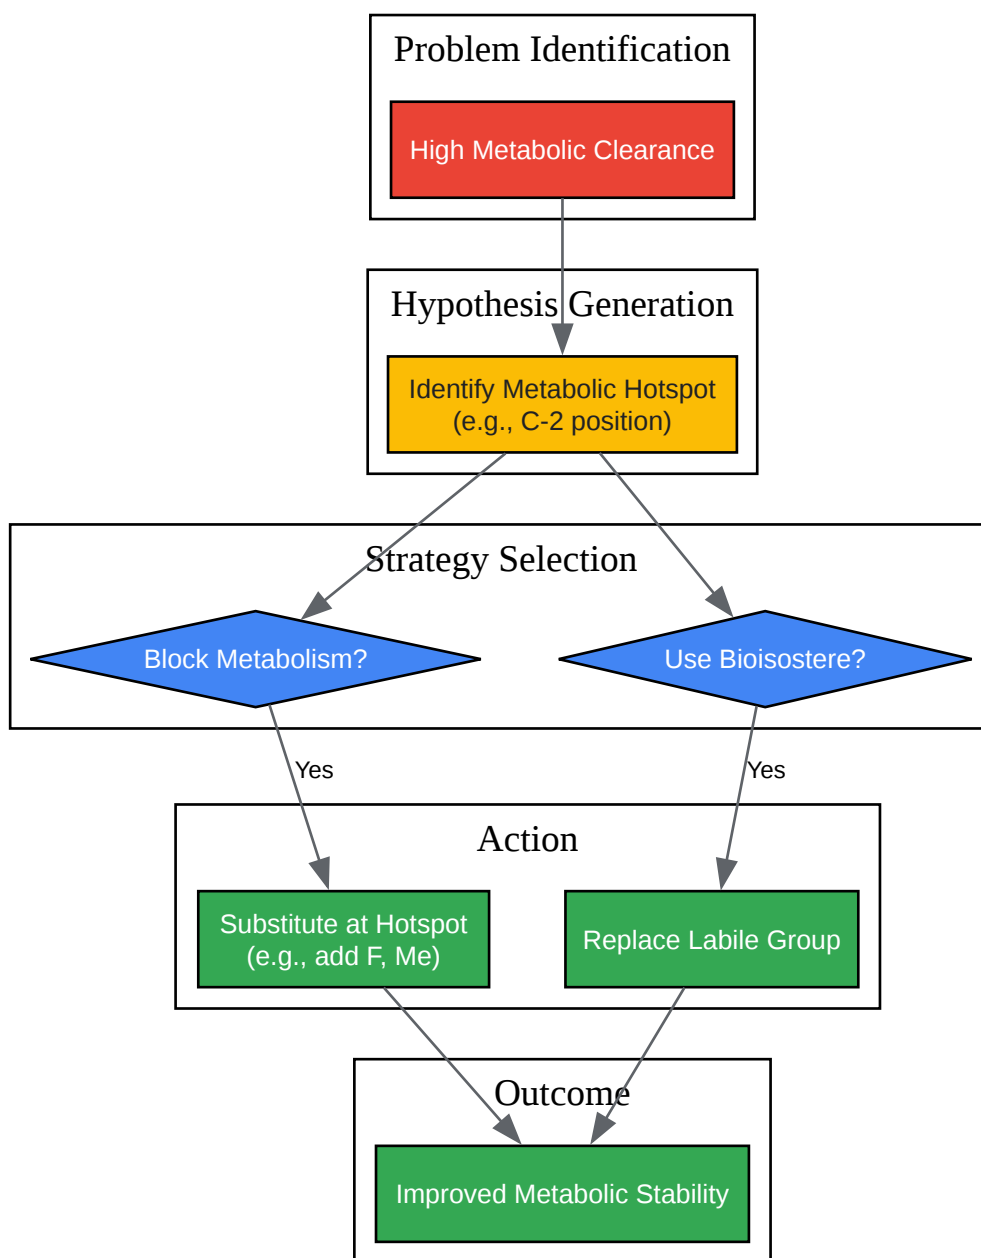 Problem Identification
High Metabolic Clearance
Hypothesis Generation
Identify Metabolic Hotspot
(e.g., C-2 position)
Strategy Selection
Block Metabolism?
Use Bioisostere?
Yes
Yes
Action
Substitute at Hotspot
(e.g., add F, Me)
Replace Labile Group
Outcome
Improved Metabolic Stability